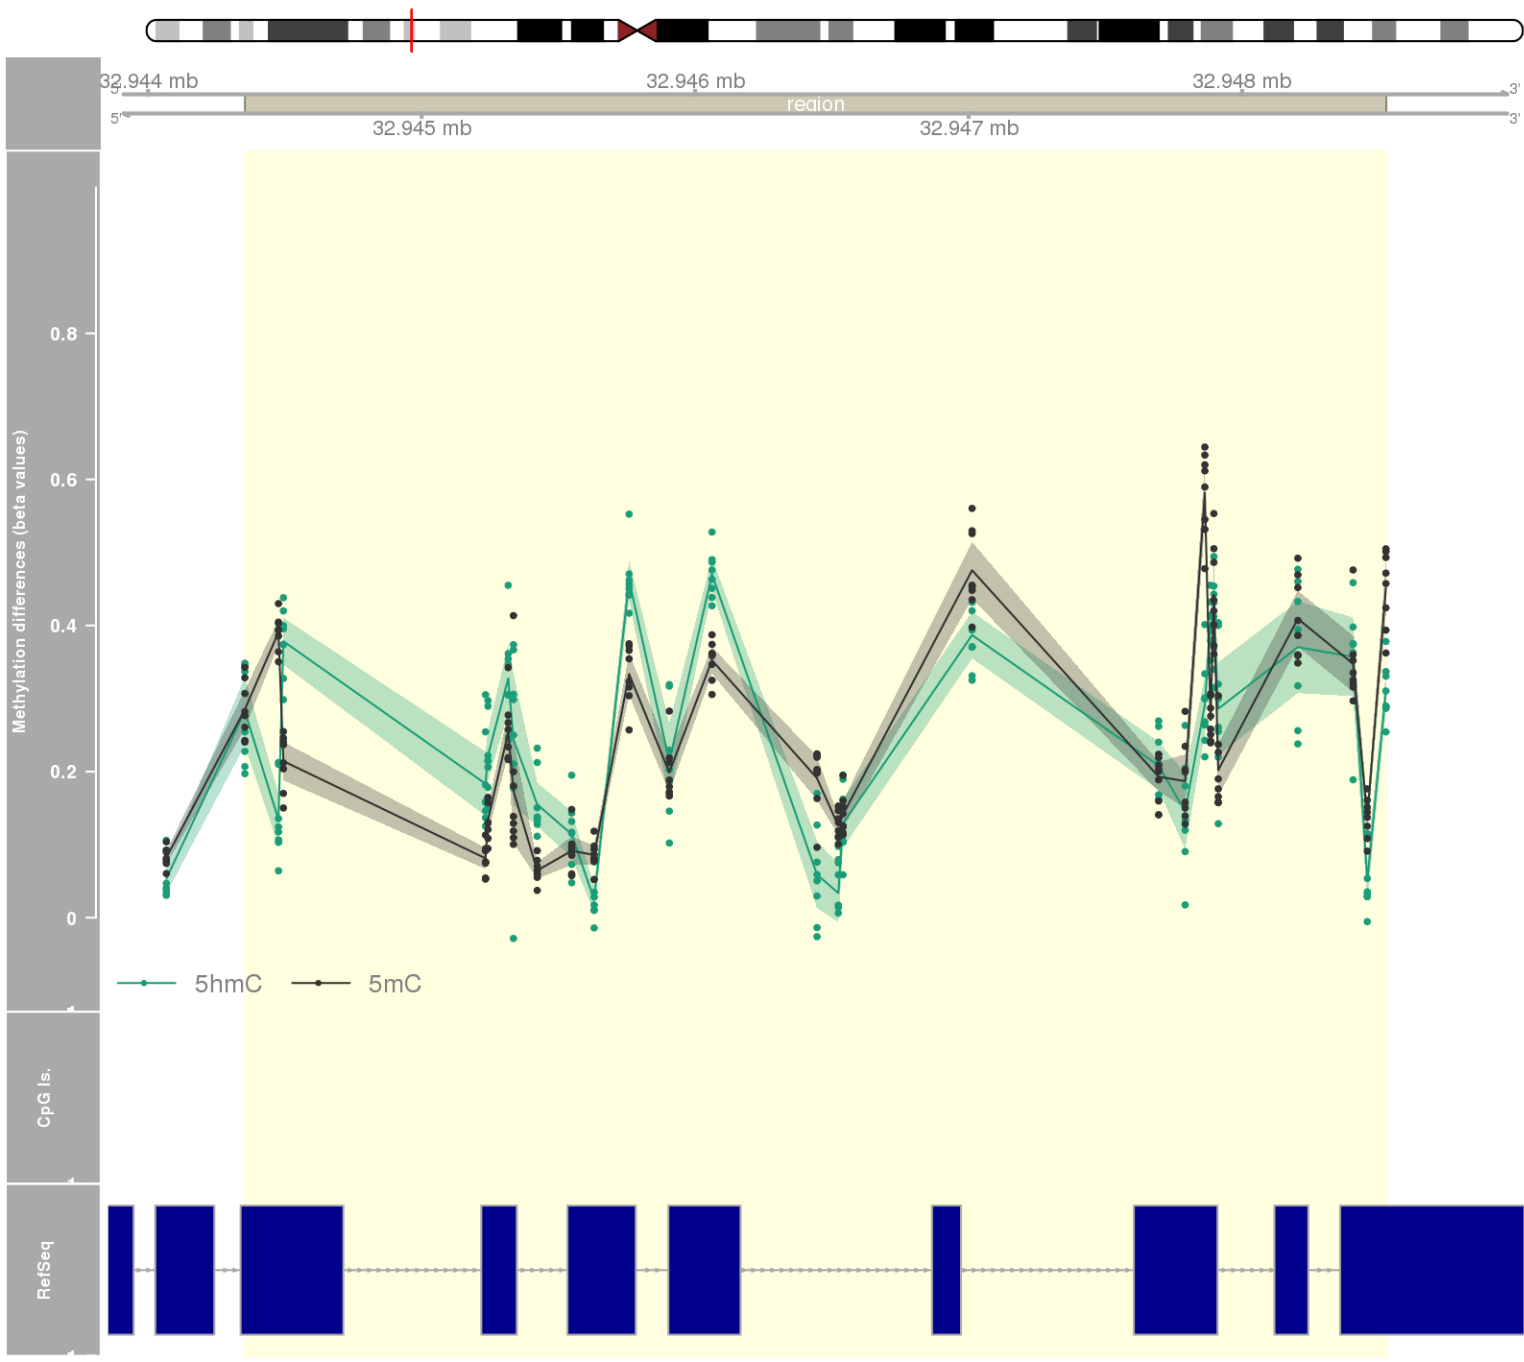 32.944 mb
32.946 mb
32.948 mb
5'
3'
region
5'
3'
32.945 mb
32.947 mb
Methylation differences (beta values)
0.8
0.6
0.4
0.2
0
5hmC
5mC
CpG Is.
RefSeq